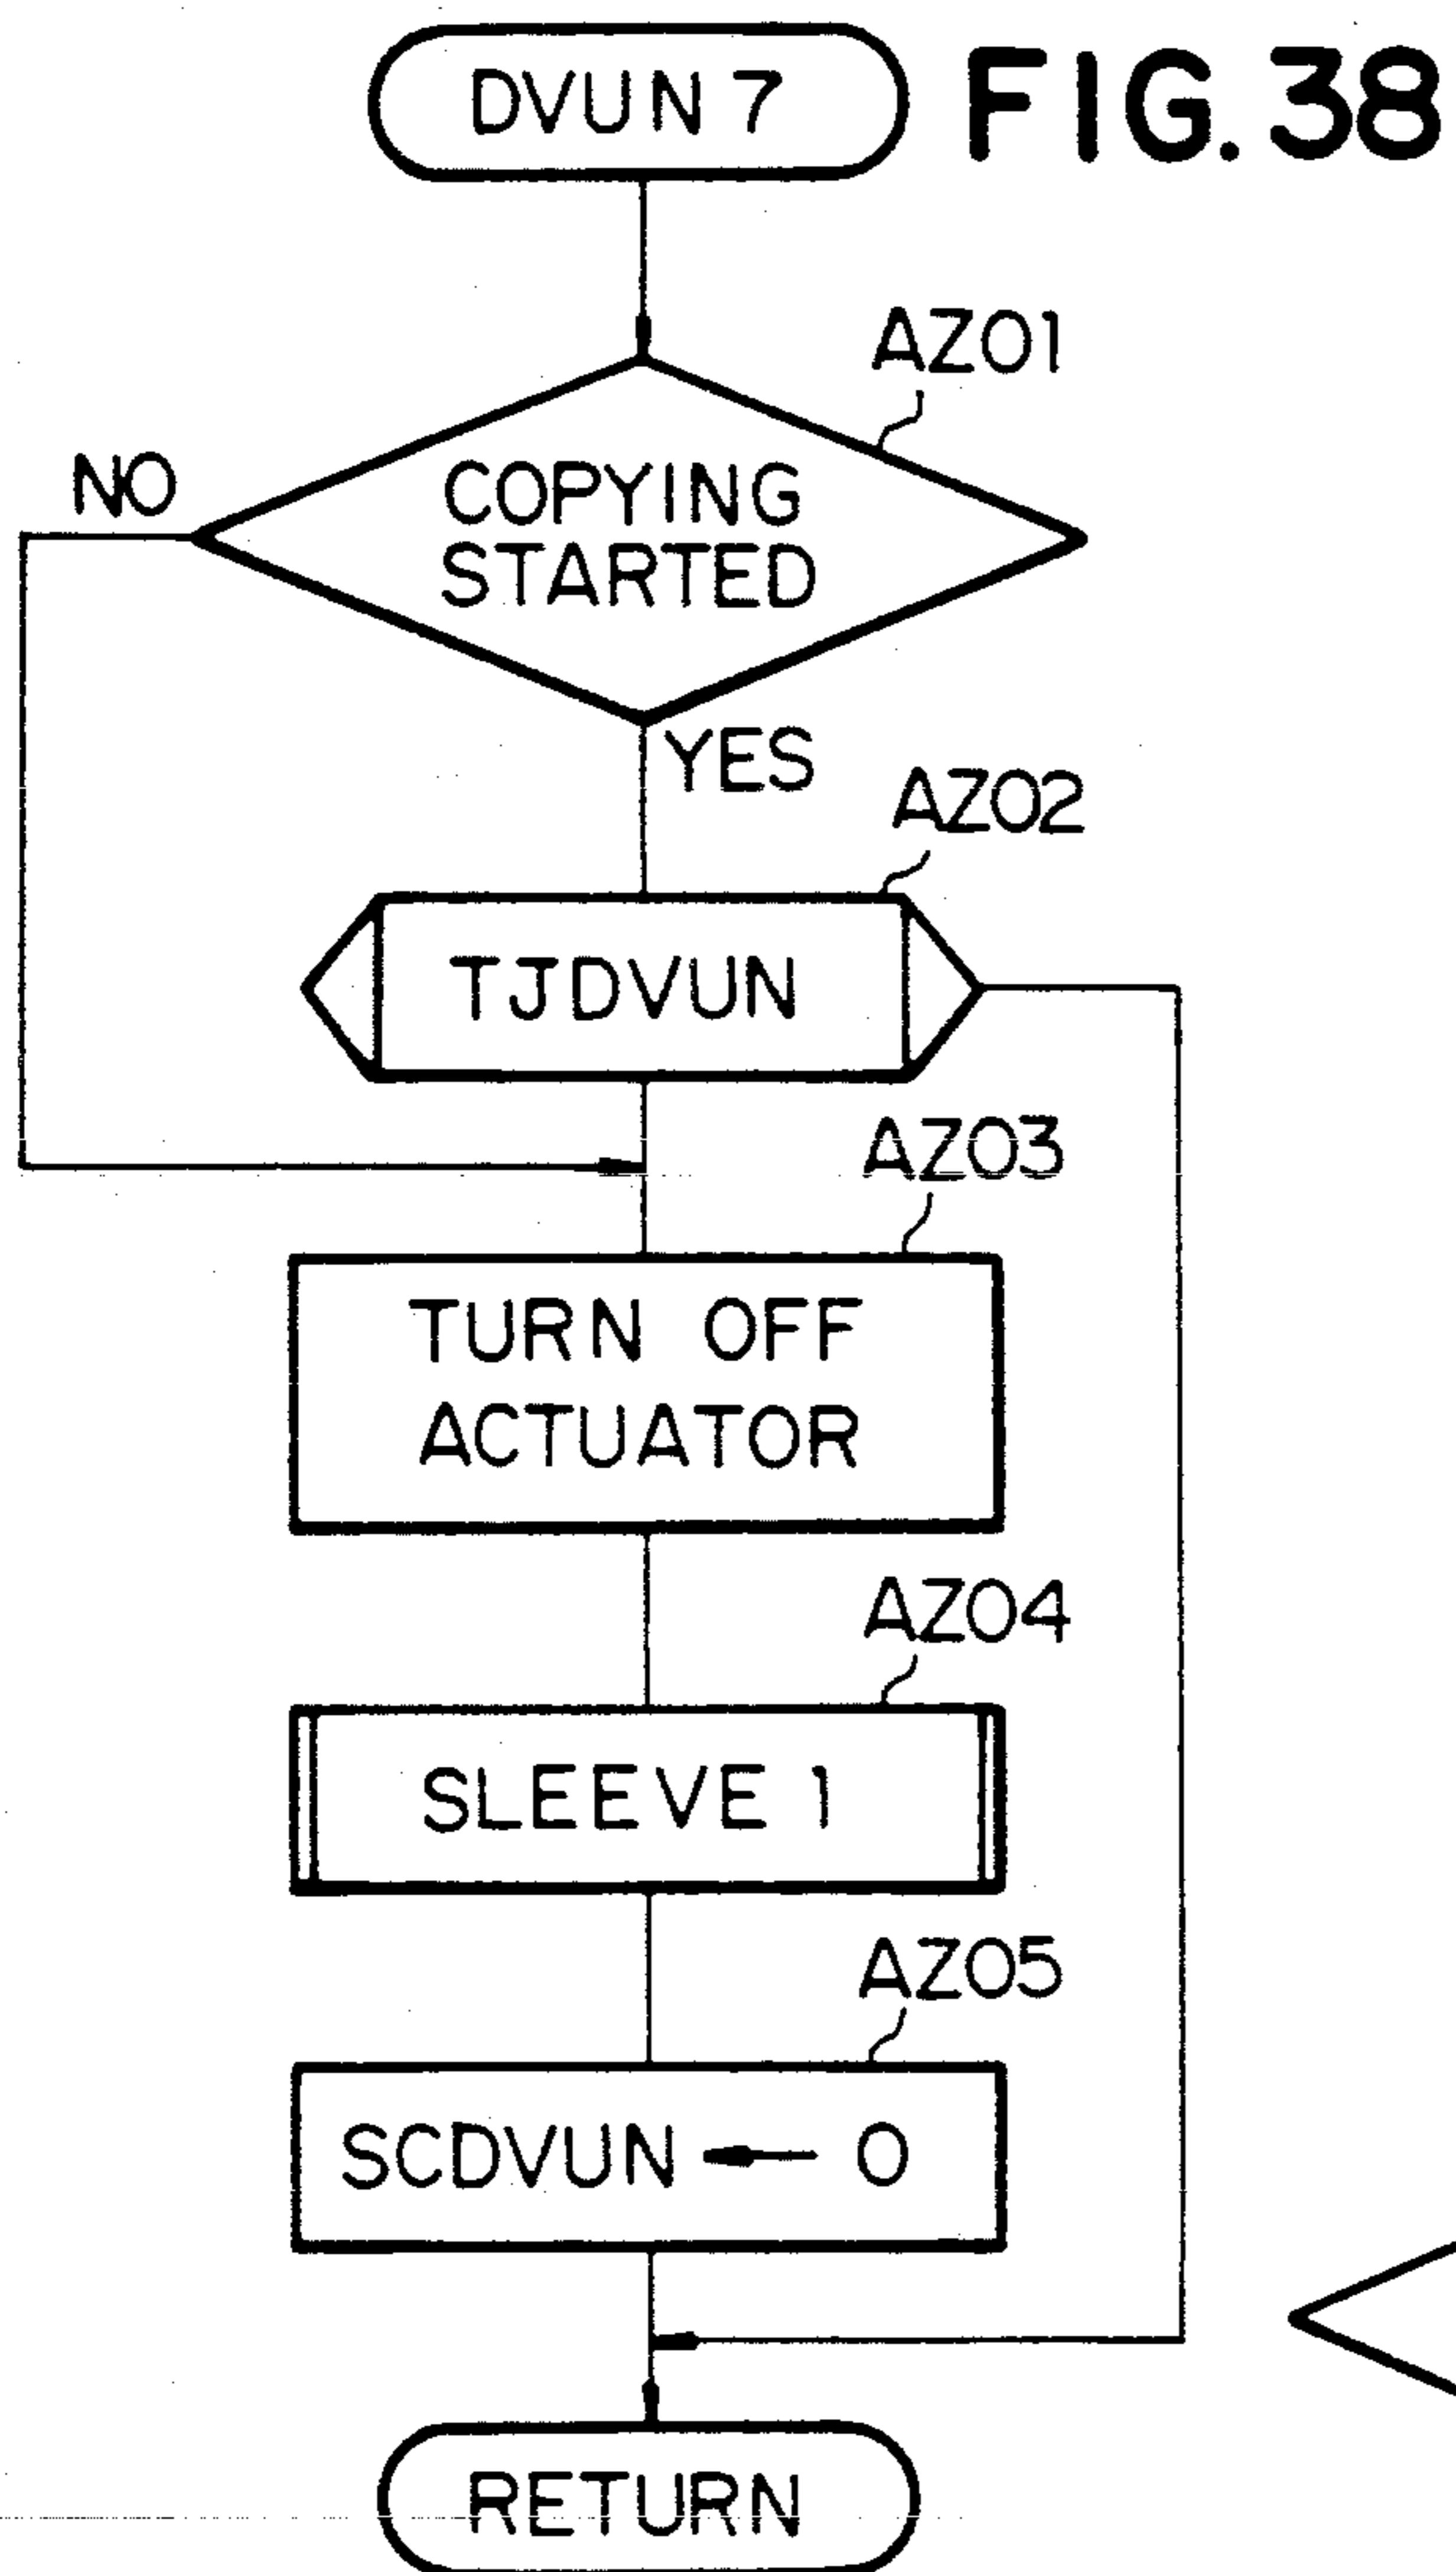 DVUN 7
FIG. 38
AZ01
NO
COPYING
STARTED
YES
AZ02
TJDVUN
AZ03
TURN OFF
ACTUATOR
AZ04
SLEEVE 1
AZ05
SCDVUN ← 0
RETURN